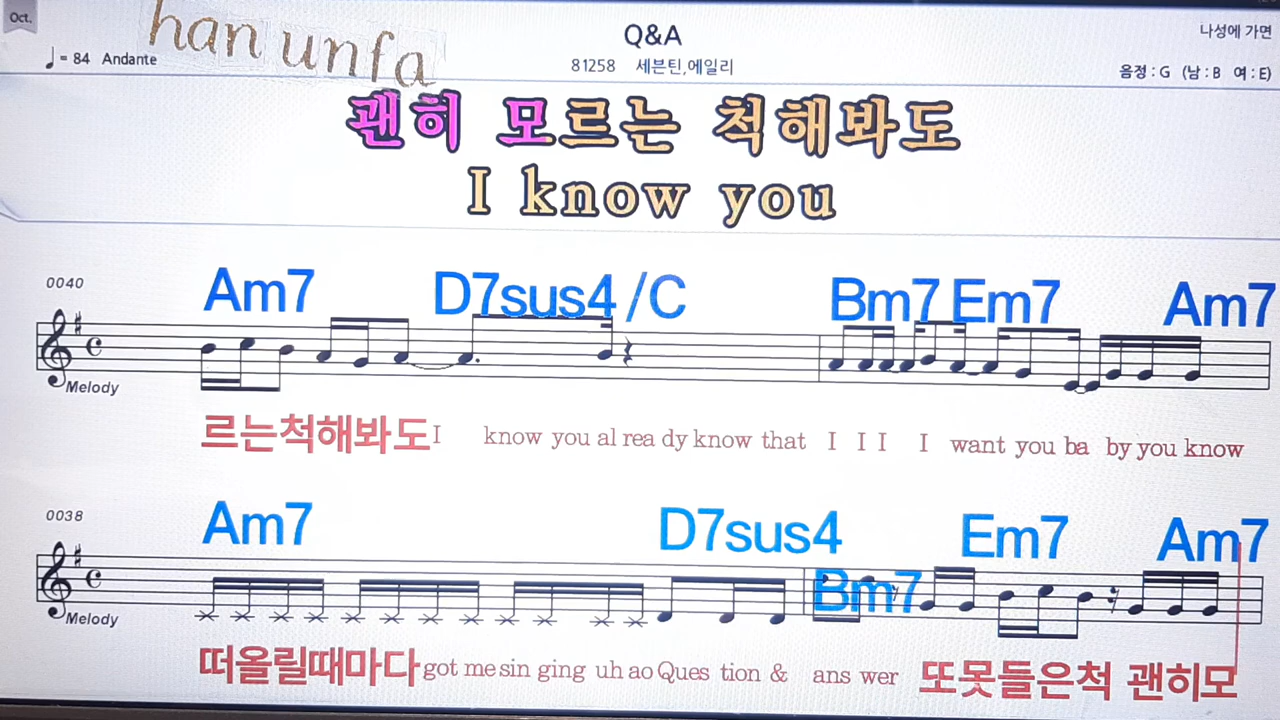 Oct.
han unfa
Q&A
나성에 가면
♩= 84 Andante
81258 세븐틴,에일리
음정 : G (남 : B 여 : E)
괜히 모르는 척해봐도
I know you
0040
Am7 D7sus4 /C Bm7 Em7 Am7
Melody
르는척해봐도 I know you al rea dy know that I I I I want you ba by you know
0038
Am7 D7sus4 Bm7 Em7 Am7
Melody
떠올릴때마다 got me sin ging uh ao Ques tion & ans wer 또못들은척 괜히모